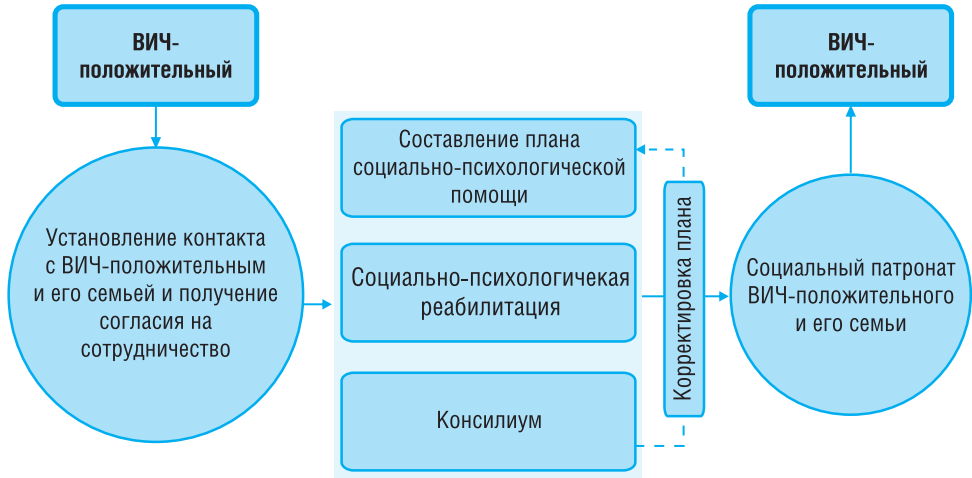 ВИЧ-
положительный
Установление контакта
с ВИЧ-положительным
и его семьей и получение
согласия на
сотрудничество
Составление плана
социально-психологической
помощи
Социально-психологичекая
реабилитация
Консилиум
Корректировка плана
ВИЧ-
положительный
Социальный патронат
ВИЧ-положительного
и его семьи